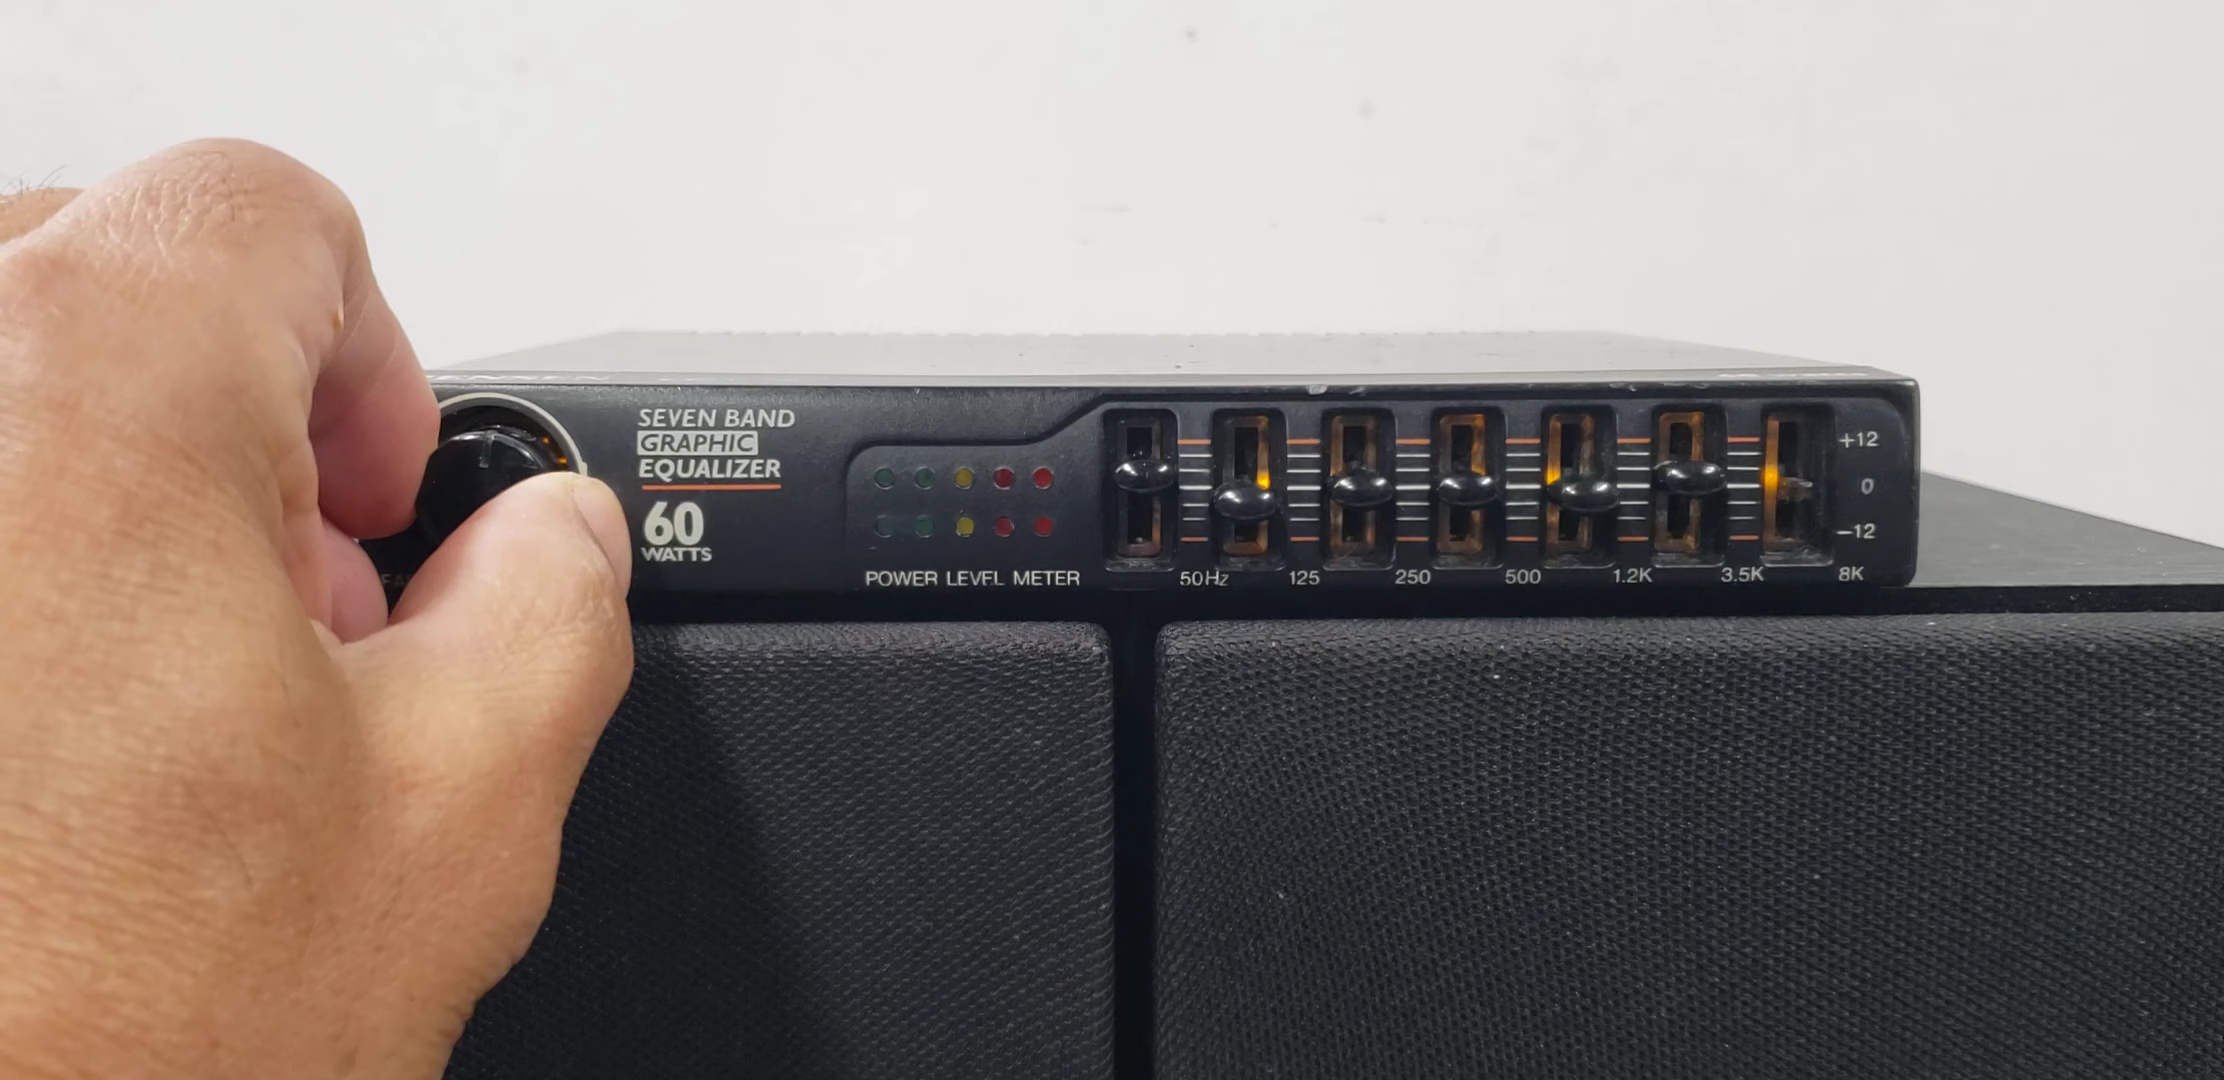 SEVEN BAND
GRAPHIC
EQUALIZER
60
WATTS
POWER LEVEL METER
+12
0
−12
50Hz 125 250 500 1.2K 3.5K 8K